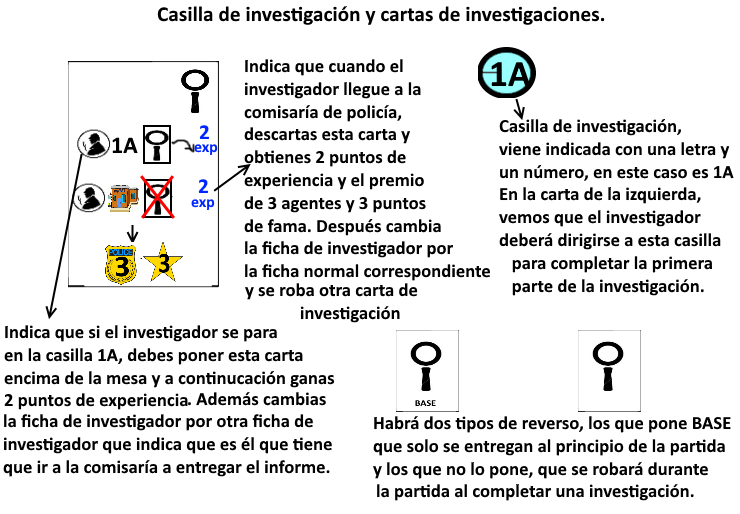 Casilla de investigación y cartas de investigaciones.
1A
2
exp
2
exp
POLICE
3
3
Indica que cuando el
investigador llegue a la
comisaría de policía,
descartas esta carta y
obtienes 2 puntos de
experiencia y el premio
de 3 agentes y 3 puntos
de fama. Después cambia
la ficha de investigador por
la ficha normal correspondiente
y se roba otra carta de
investigación
1A
Casilla de investigación,
viene indicada con una letra y
un número, en este caso es 1A
En la carta de la izquierda,
vemos que el investigador
deberá dirigirse a esta casilla
para completar la primera
parte de la investigación.
Indica que si el investigador se para
en la casilla 1A, debes poner esta carta
encima de la mesa y a continucación ganas
2 puntos de experiencia. Además cambias
la ficha de investigador por otra ficha de
investigador que indica que es él que tiene
que ir a la comisaría a entregar el informe.
BASE
Habrá dos tipos de reverso, los que pone BASE
que solo se entregan al principio de la partida
y los que no lo pone, que se robará durante
la partida al completar una investigación.